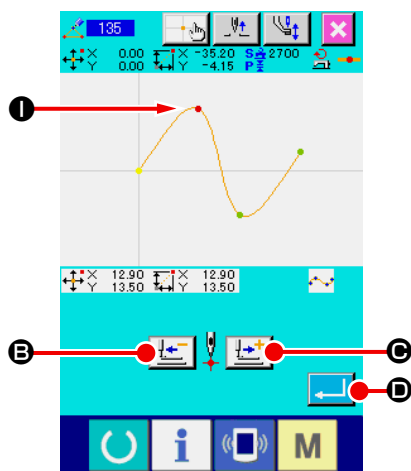 135
X 0.00 X -35.20 S 2700
Y 0.00 Y -4.15 P
I
X 12.90 X 12.90
Y 13.50 Y 13.50
B C
D
i M